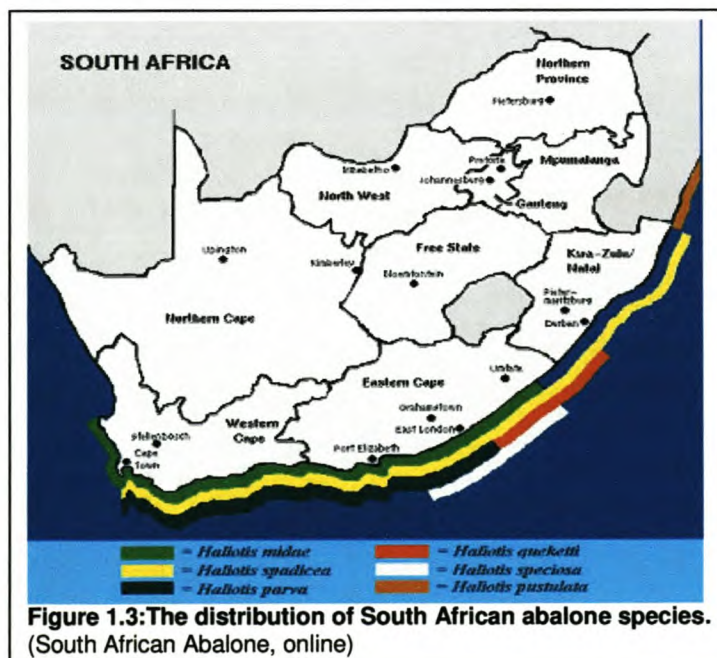 SOUTH AFRICA
Northern
Province
Pietersburg
Mmabatho
Pretoria
Mpumalanga
Johannesburg
North West
Gauteng
Upington
Kimberley
Free State
Bloemfontein
Kwa-Zulu/
Natal
Pieter-
maritzburg
Durban
Northern Cape
Umtata
Eastern Cape
Grahamstown
East London
Western
Cape
Stellenbosch
Cape
Town
Port Elizabeth
= Haliotis midae
= Haliotis queketti
= Haliotis spadicea
= Haliotis speciosa
= Haliotis parva
= Haliotis pustulata
Figure 1.3:The distribution of South African abalone species.
(South African Abalone, online)